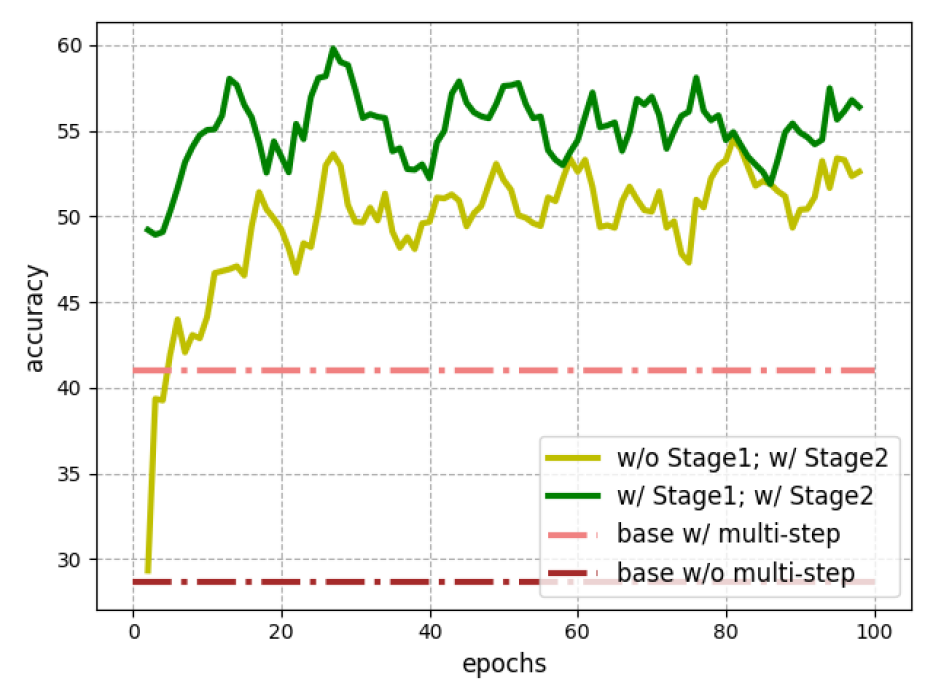 60
55
50
45
40
35
30
accuracy
w/o Stage1; w/ Stage2
w/ Stage1; w/ Stage2
base w/ multi-step
base w/o multi-step
0 20 40 60 80 100
epochs